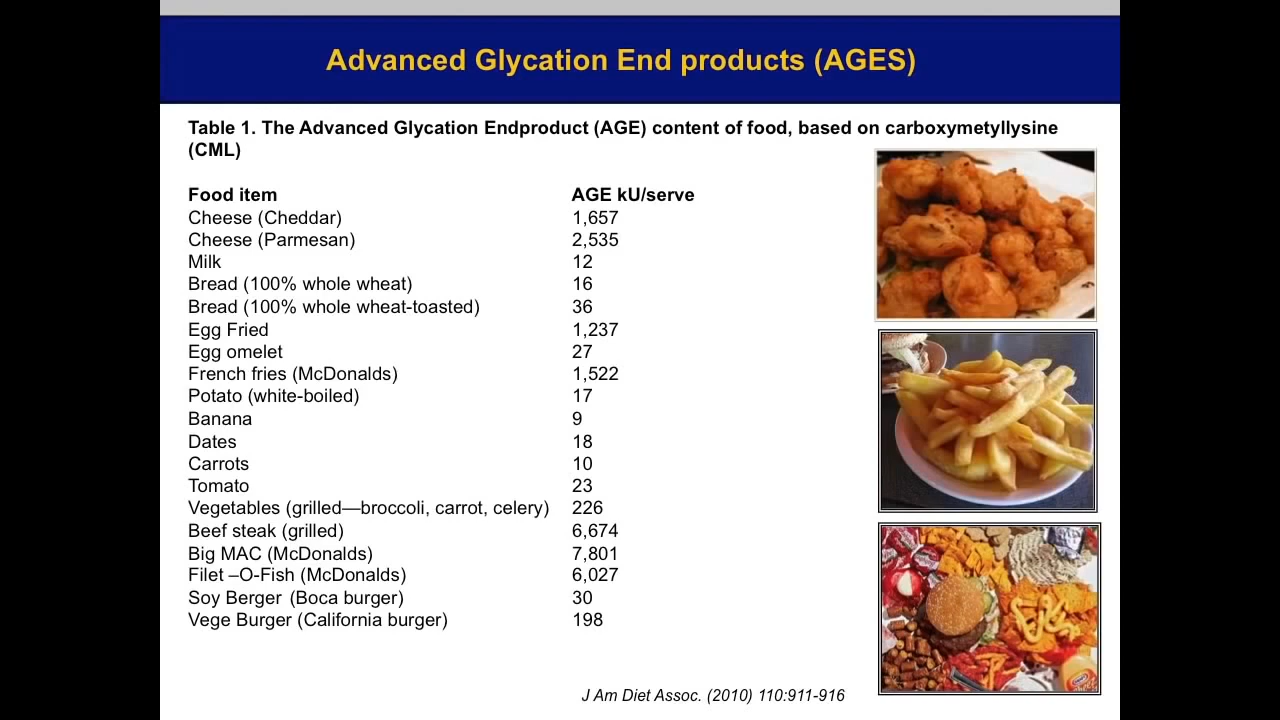 Advanced Glycation End products (AGES)
Table 1. The Advanced Glycation Endproduct (AGE) content of food, based on carboxymetyllysine
(CML)
Food item AGE kU/serve
Cheese (Cheddar) 1,657
Cheese (Parmesan) 2,535
Milk 12
Bread (100% whole wheat) 16
Bread (100% whole wheat-toasted) 36
Egg Fried 1,237
Egg omelet 27
French fries (McDonalds) 1,522
Potato (white-boiled) 17
Banana 9
Dates 18
Carrots 10
Tomato 23
Vegetables (grilled—broccoli, carrot, celery) 226
Beef steak (grilled) 6,674
Big MAC (McDonalds) 7,801
Filet –O-Fish (McDonalds) 6,027
Soy Berger (Boca burger) 30
Vege Burger (California burger) 198
J Am Diet Assoc. (2010) 110:911-916